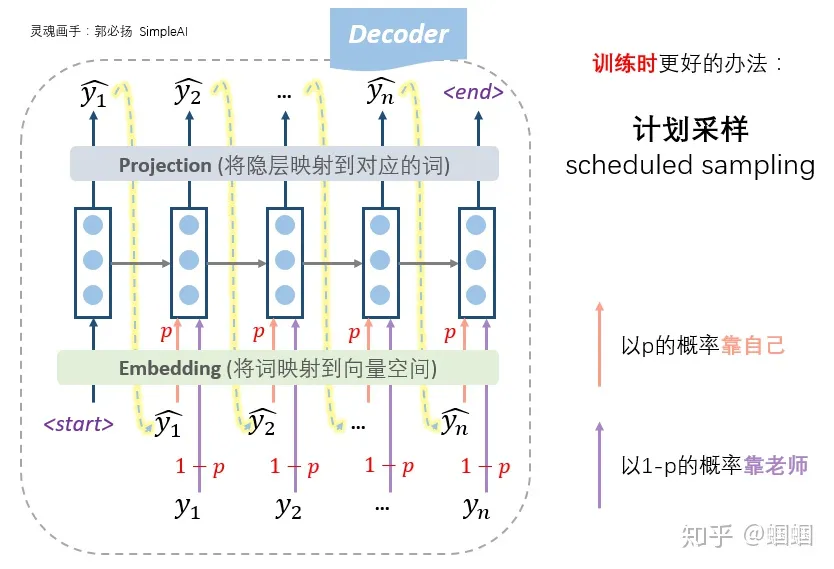 灵魂画手：郭必扬 SimpleAI
Decoder
训练时更好的办法：
计划采样
scheduled sampling
ŷ₁ ŷ₂ ... ŷₙ <end>
Projection (将隐层映射到对应的词)
p p p p
Embedding (将词映射到向量空间)
<start> ŷ₁ ŷ₂ ... ŷₙ
1 − p 1 − p 1 − p 1 − p
y₁ y₂ ... yₙ
以p的概率靠自己
以1-p的概率靠老师
知乎 @蝈蝈